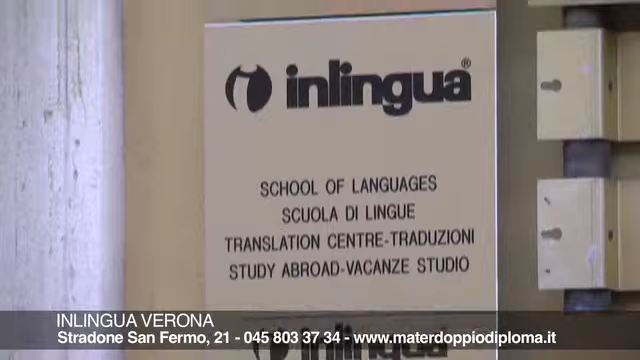 inlingua®
SCHOOL OF LANGUAGES
SCUOLA DI LINGUE
TRANSLATION CENTRE-TRADUZIONI
STUDY ABROAD-VACANZE STUDIO
inlingua
INLINGUA VERONA
Stradone San Fermo, 21 - 045 803 37 34 - www.materdoppiodiploma.it